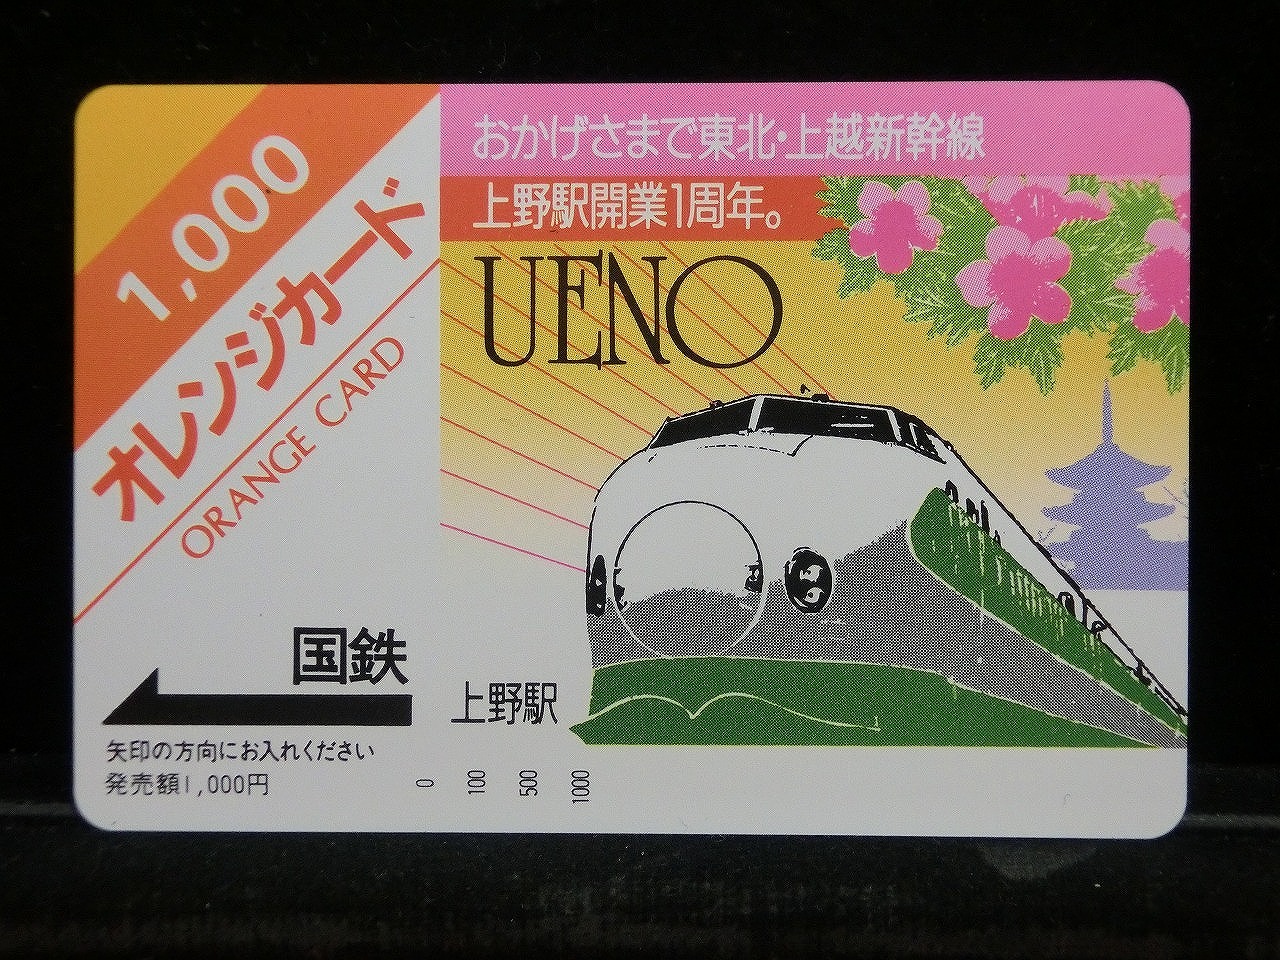 1,000
オレンジカード
ORANGE CARD
おかげさまで東北・上越新幹線
上野駅開業1周年。
UENO
国鉄
上野駅
矢印の方向にお入れください
発売額1,000円
0 100 500 1000